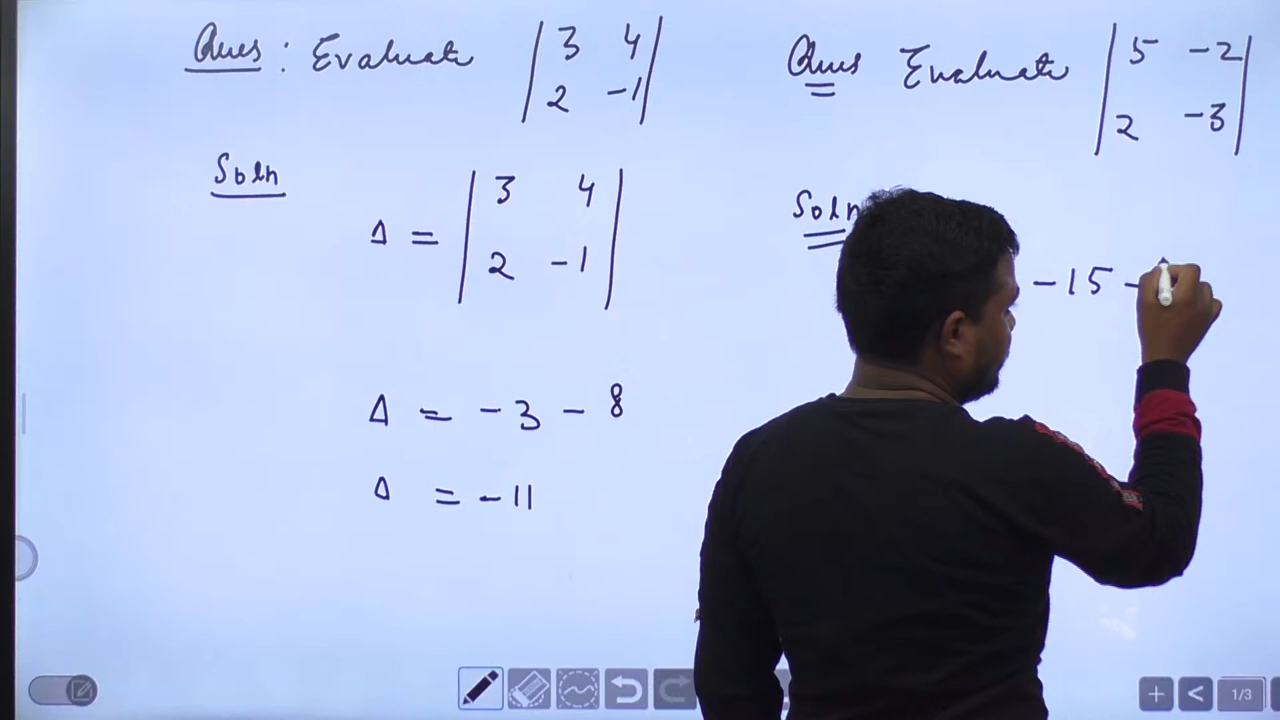 Ques : Evaluate | 3 4 |
| 2 -1 |
Soln
Δ = | 3 4 |
| 2 -1 |
Δ = -3 - 8
Δ = -11
Ques Evaluate | 5 -2 |
| 2 -3 |
Soln
-15 -
1/3